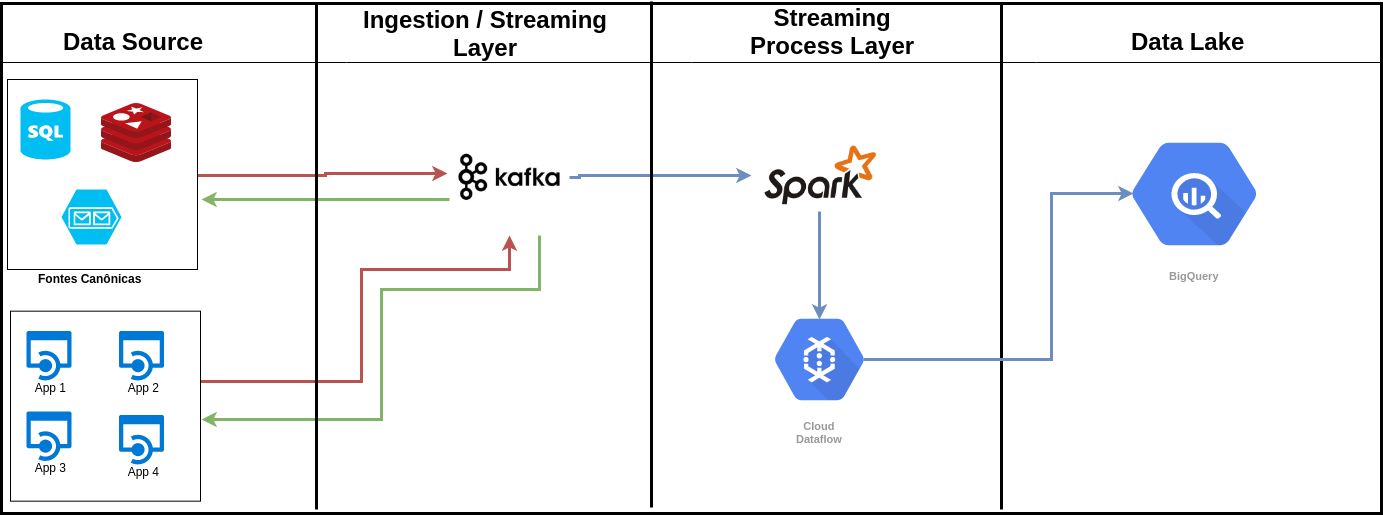 Data Source
Ingestion / Streaming
Layer
Streaming
Process Layer
Data Lake
SQL
kafka
Spark
Fontes Canônicas
BigQuery
App 1
App 2
App 3
App 4
Cloud
Dataflow